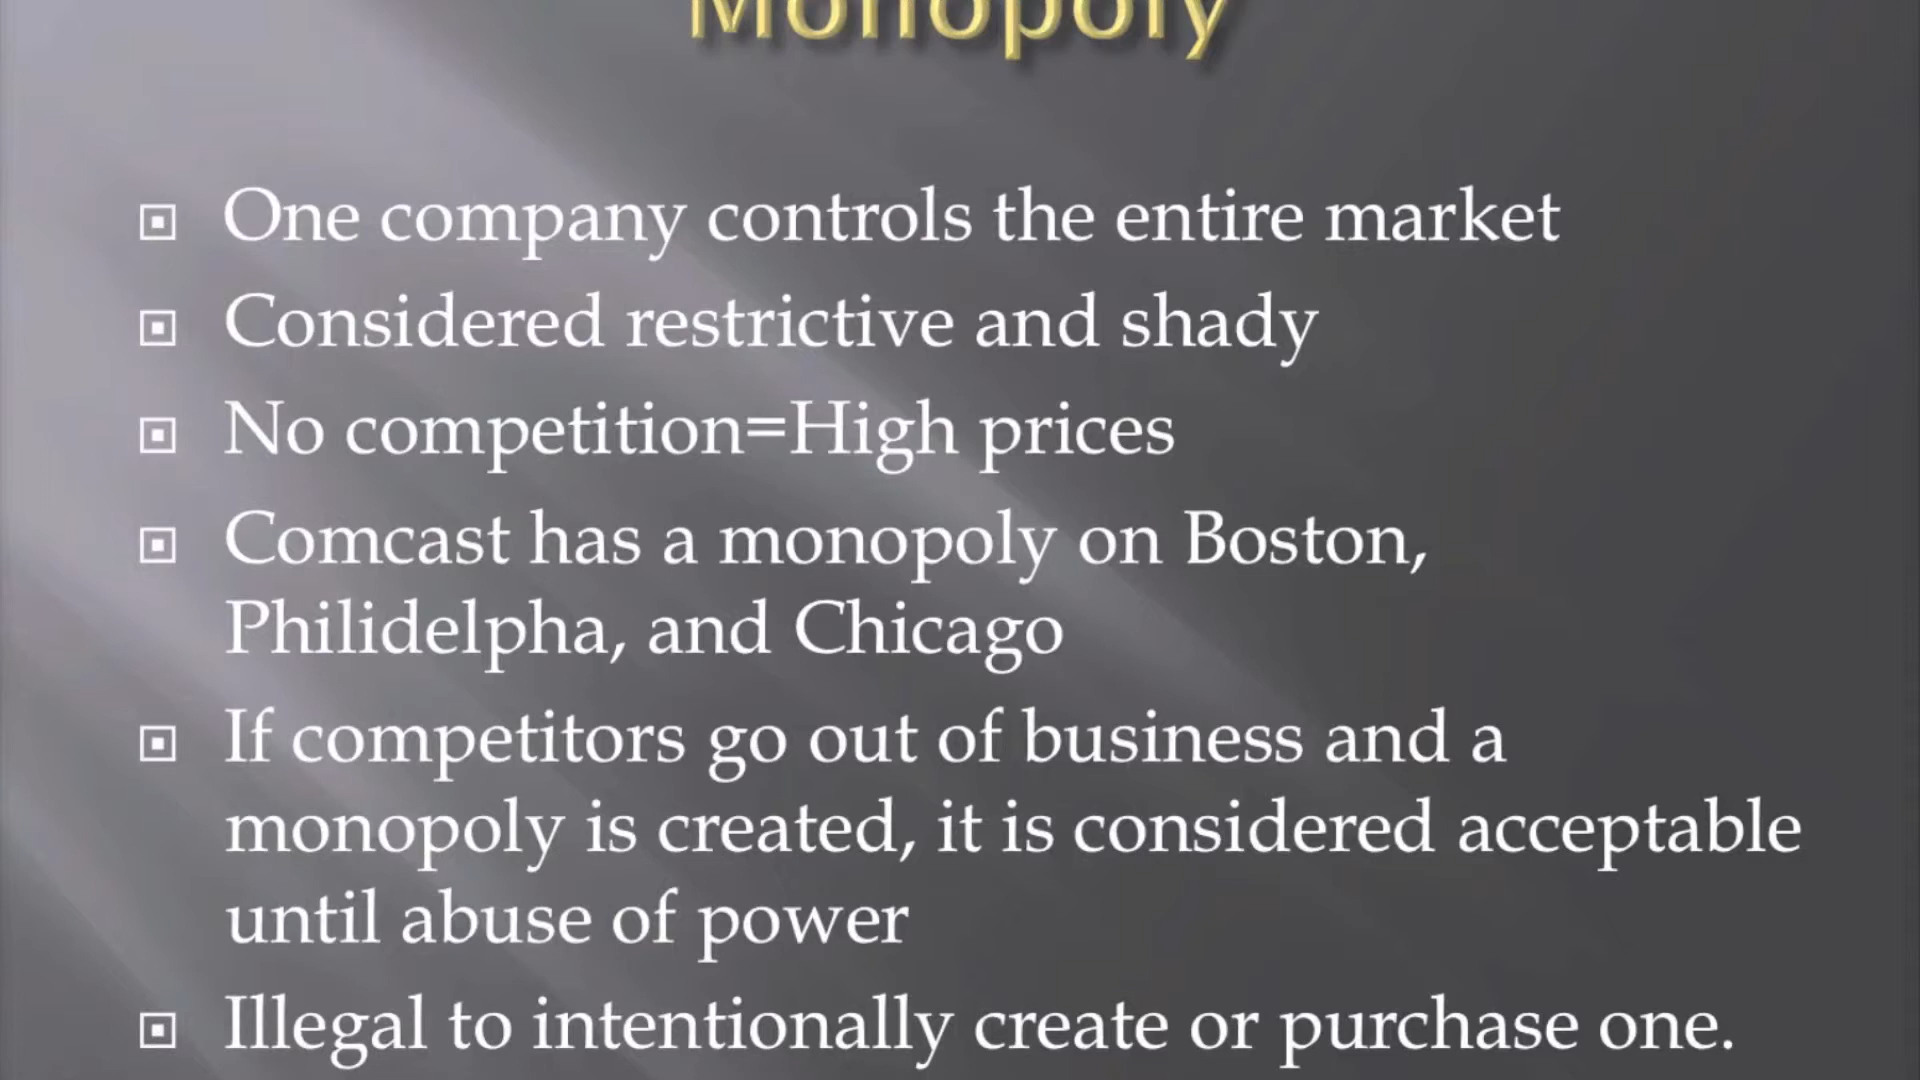 Monopoly
One company controls the entire market
Considered restrictive and shady
No competition=High prices
Comcast has a monopoly on Boston,
Philidelpha, and Chicago
If competitors go out of business and a
monopoly is created, it is considered acceptable
until abuse of power
Illegal to intentionally create or purchase one.